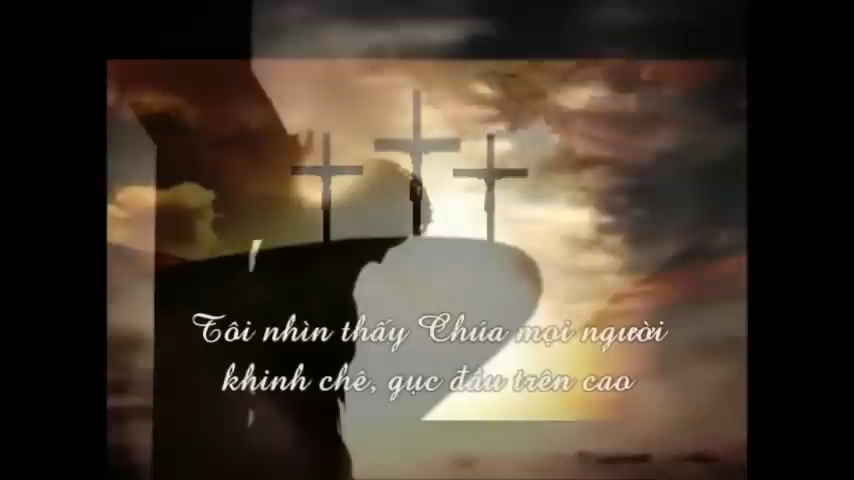 Tôi nhìn thấy Chúa mọi người
khinh chê, gục đầu trên cao